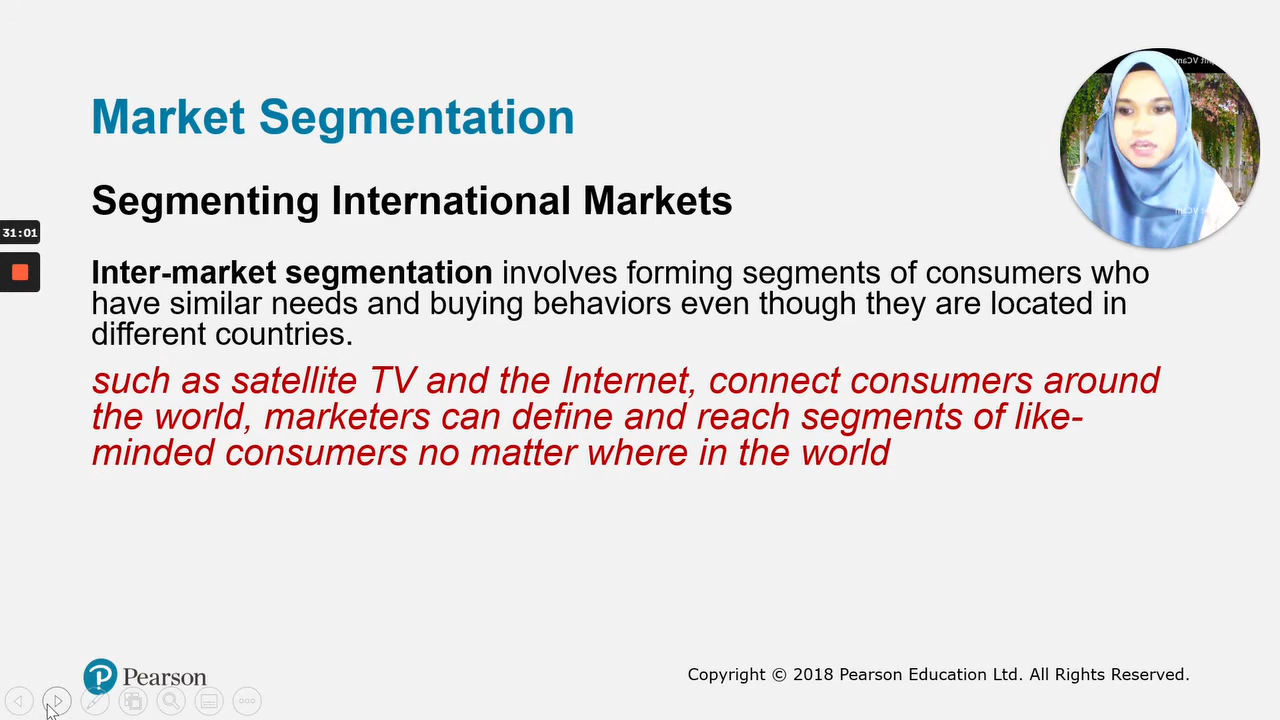 Market Segmentation
Segmenting International Markets
31:01
Inter-market segmentation involves forming segments of consumers who
have similar needs and buying behaviors even though they are located in
different countries.
such as satellite TV and the Internet, connect consumers around
the world, marketers can define and reach segments of like-
minded consumers no matter where in the world
Pearson
Copyright © 2018 Pearson Education Ltd. All Rights Reserved.